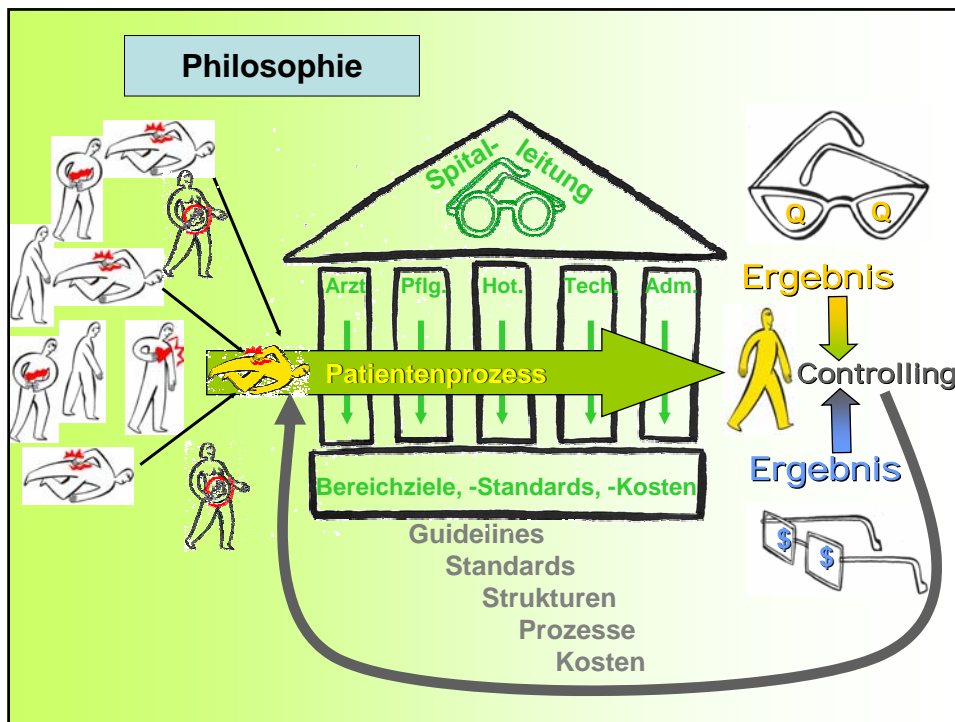 Philosophie
Spital-
leitung
Q Q
Arzt Pflg. Hot. Tech. Adm.
Ergebnis
Patientenprozess
Controlling
Ergebnis
Bereichziele, -Standards, -Kosten
$ $
Guidelines
Standards
Strukturen
Prozesse
Kosten